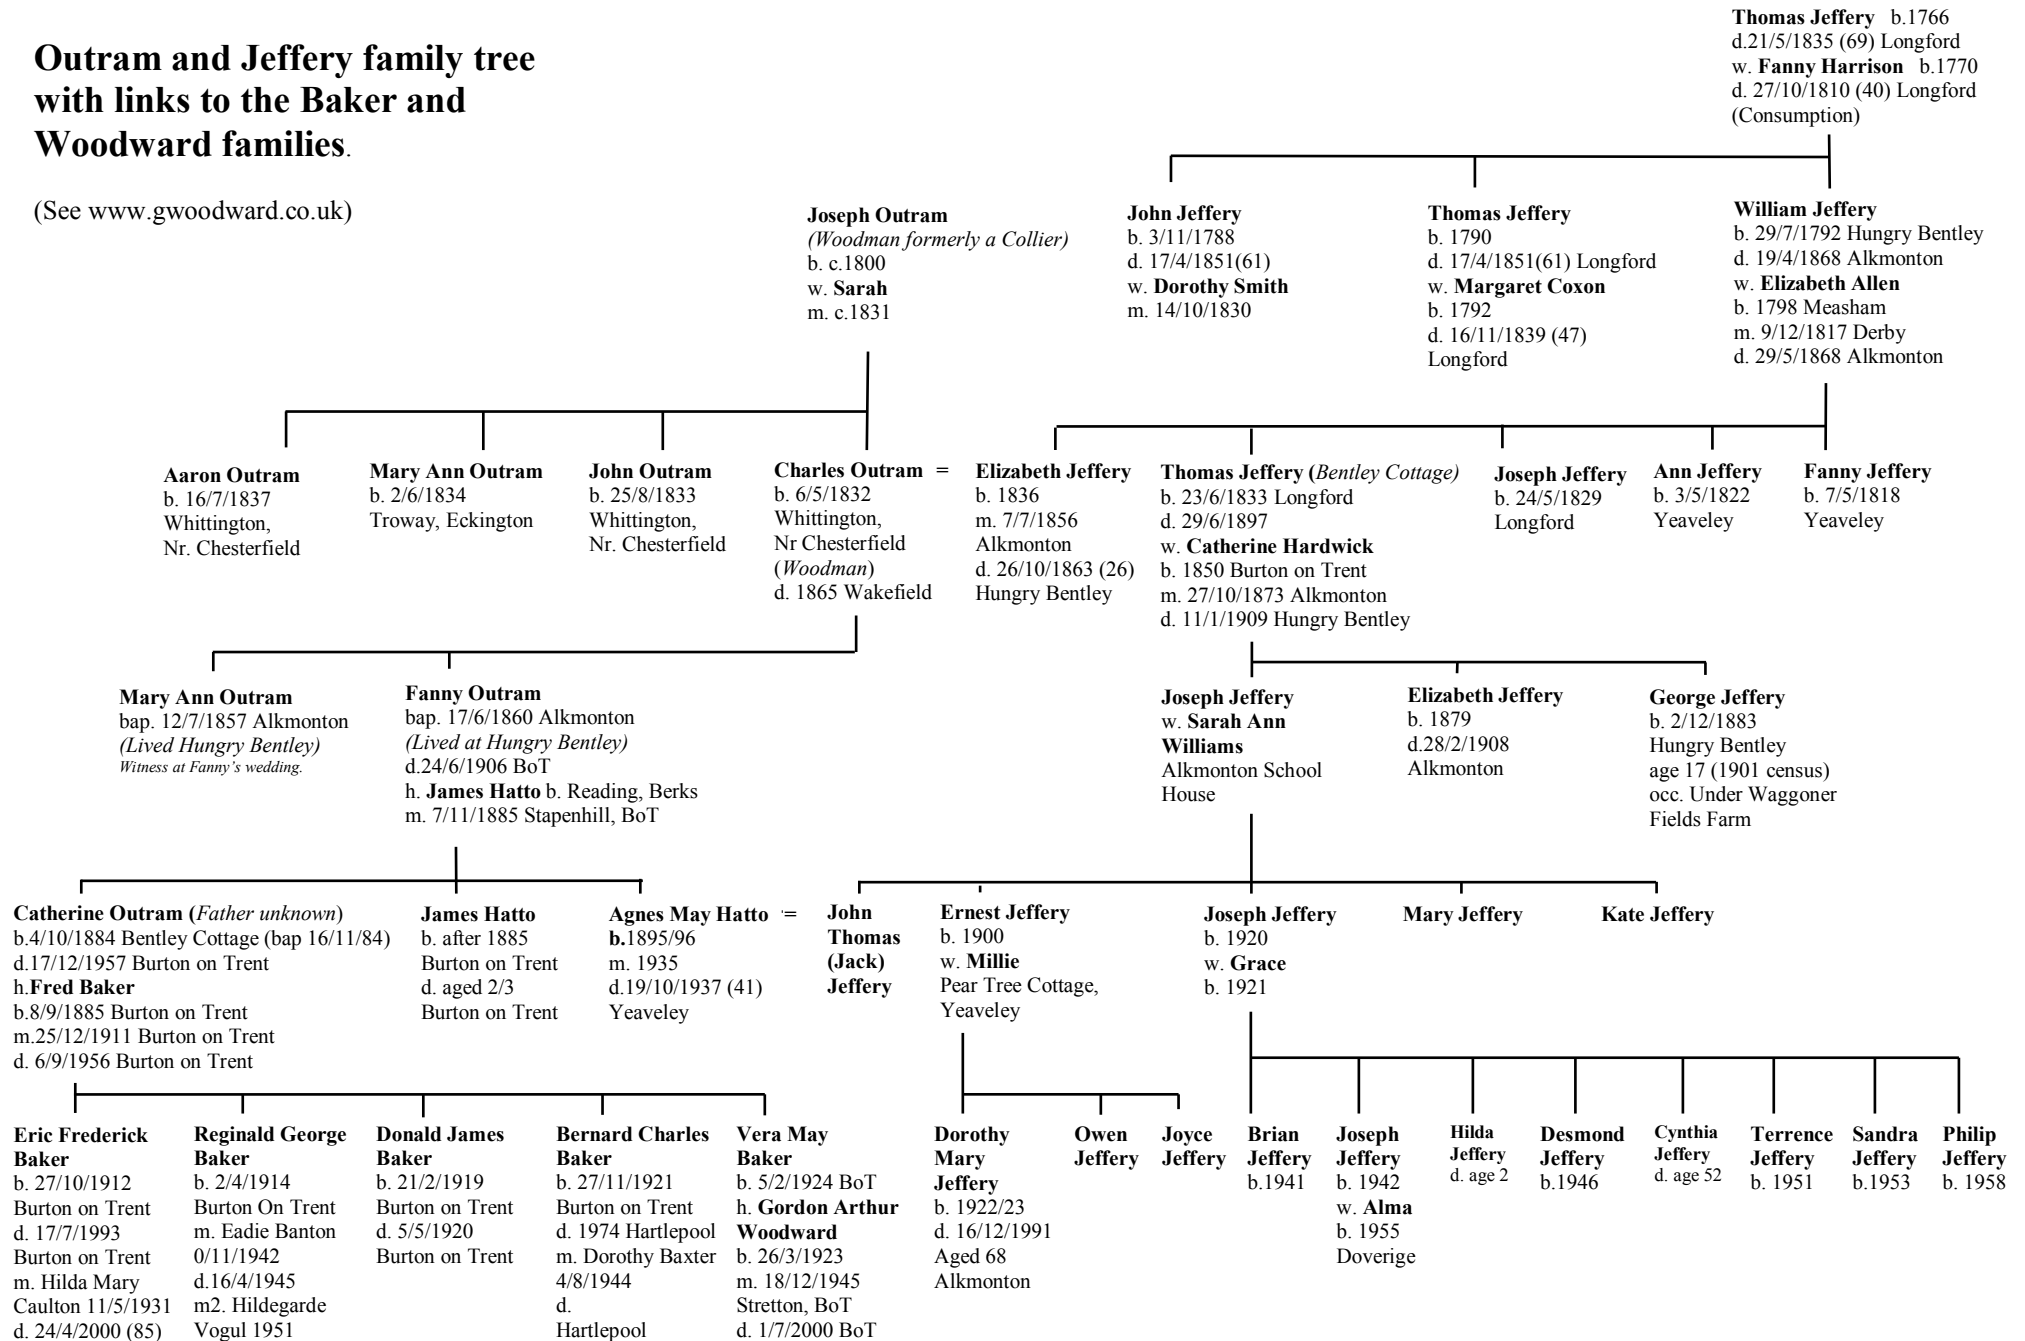 Outram and Jeffery family tree
with links to the Baker and
Woodward families.
(See www.gwoodward.co.uk)
Thomas Jeffery b.1766
d.21/5/1835 (69) Longford
w. Fanny Harrison b.1770
d. 27/10/1810 (40) Longford
(Consumption)
Joseph Outram
(Woodman formerly a Collier)
b. c.1800
w. Sarah
m. c.1831
John Jeffery
b. 3/11/1788
d. 17/4/1851(61)
w. Dorothy Smith
m. 14/10/1830
Thomas Jeffery
b. 1790
d. 17/4/1851(61) Longford
w. Margaret Coxon
b. 1792
d. 16/11/1839 (47)
Longford
William Jeffery
b. 29/7/1792 Hungry Bentley
d. 19/4/1868 Alkmonton
w. Elizabeth Allen
b. 1798 Measham
m. 9/12/1817 Derby
d. 29/5/1868 Alkmonton
Aaron Outram
b. 16/7/1837
Whittington,
Nr. Chesterfield
Mary Ann Outram
b. 2/6/1834
Troway, Eckington
John Outram
b. 25/8/1833
Whittington,
Nr. Chesterfield
Charles Outram =
b. 6/5/1832
Whittington,
Nr Chesterfield
(Woodman)
d. 1865 Wakefield
Elizabeth Jeffery
b. 1836
m. 7/7/1856
Alkmonton
d. 26/10/1863 (26)
Hungry Bentley
Thomas Jeffery (Bentley Cottage)
b. 23/6/1833 Longford
d. 29/6/1897
w. Catherine Hardwick
b. 1850 Burton on Trent
m. 27/10/1873 Alkmonton
d. 11/1/1909 Hungry Bentley
Joseph Jeffery
b. 24/5/1829
Longford
Ann Jeffery
b. 3/5/1822
Yeaveley
Fanny Jeffery
b. 7/5/1818
Yeaveley
Mary Ann Outram
bap. 12/7/1857 Alkmonton
(Lived Hungry Bentley)
Witness at Fanny's wedding.
Fanny Outram
bap. 17/6/1860 Alkmonton
(Lived at Hungry Bentley)
d.24/6/1906 BoT
h. James Hatto b. Reading, Berks
m. 7/11/1885 Stapenhill, BoT
Joseph Jeffery
w. Sarah Ann
Williams
Alkmonton School
House
Elizabeth Jeffery
b. 1879
d.28/2/1908
Alkmonton
George Jeffery
b. 2/12/1883
Hungry Bentley
age 17 (1901 census)
occ. Under Waggoner
Fields Farm
Catherine Outram (Father unknown)
b.4/10/1884 Bentley Cottage (bap 16/11/84)
d.17/12/1957 Burton on Trent
h.Fred Baker
b.8/9/1885 Burton on Trent
m.25/12/1911 Burton on Trent
d. 6/9/1956 Burton on Trent
James Hatto
b. after 1885
Burton on Trent
d. aged 2/3
Burton on Trent
Agnes May Hatto '=
b.1895/96
m. 1935
d.19/10/1937 (41)
Yeaveley
John
Thomas
(Jack)
Jeffery
Ernest Jeffery
b. 1900
w. Millie
Pear Tree Cottage,
Yeaveley
Joseph Jeffery
b. 1920
w. Grace
b. 1921
Mary Jeffery
Kate Jeffery
Eric Frederick
Baker
b. 27/10/1912
Burton on Trent
d. 17/7/1993
Burton on Trent
m. Hilda Mary
Caulton 11/5/1931
d. 24/4/2000 (85)
Reginald George
Baker
b. 2/4/1914
Burton On Trent
m. Eadie Banton
0/11/1942
d.16/4/1945
m2. Hildegarde
Vogul 1951
Donald James
Baker
b. 21/2/1919
Burton on Trent
d. 5/5/1920
Burton on Trent
Bernard Charles
Baker
b. 27/11/1921
Burton on Trent
d. 1974 Hartlepool
m. Dorothy Baxter
4/8/1944
d.
Hartlepool
Vera May
Baker
b. 5/2/1924 BoT
h. Gordon Arthur
Woodward
b. 26/3/1923
m. 18/12/1945
Stretton, BoT
d. 1/7/2000 BoT
Dorothy
Mary
Jeffery
b. 1922/23
d. 16/12/1991
Aged 68
Alkmonton
Owen
Jeffery
Joyce
Jeffery
Brian
Jeffery
b.1941
Joseph
Jeffery
b. 1942
w. Alma
b. 1955
Doverige
Hilda
Jeffery
d. age 2
Desmond
Jeffery
b.1946
Cynthia
Jeffery
d. age 52
Terrence
Jeffery
b. 1951
Sandra
Jeffery
b.1953
Philip
Jeffery
b. 1958